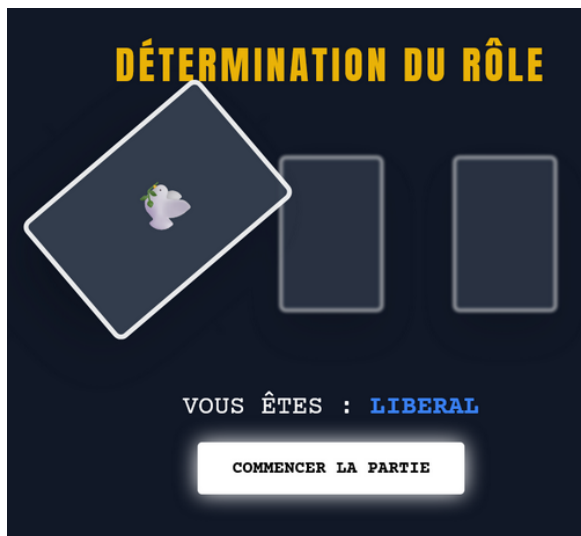 DÉTERMINATION DU RÔLE
VOUS ÊTES : LIBERAL
COMMENCER LA PARTIE